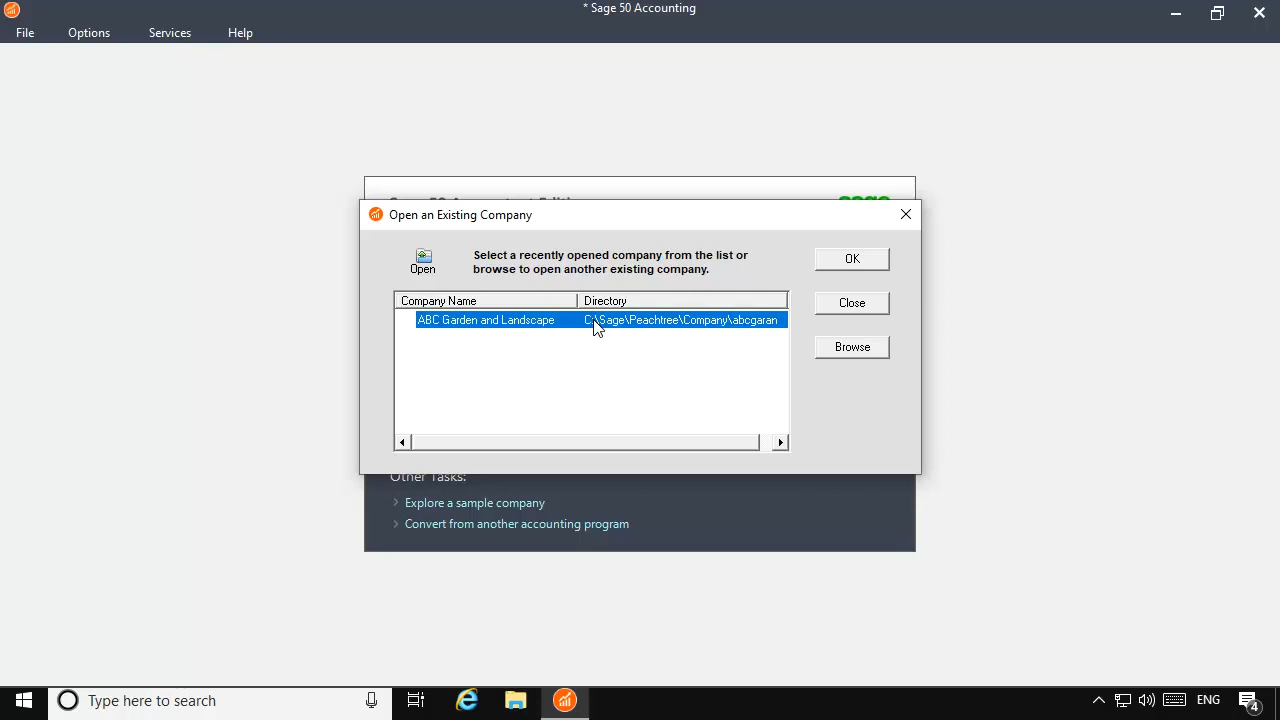 * Sage 50 Accounting
File Options Services Help
Open an Existing Company
Open
Select a recently opened company from the list or
browse to open another existing company.
OK
Close
Browse
Company Name Directory
ABC Garden and Landscape C:\Sage\Peachtree\Company\abcgaran
Other Tasks:
Explore a sample company
Convert from another accounting program
Type here to search
ENG
4